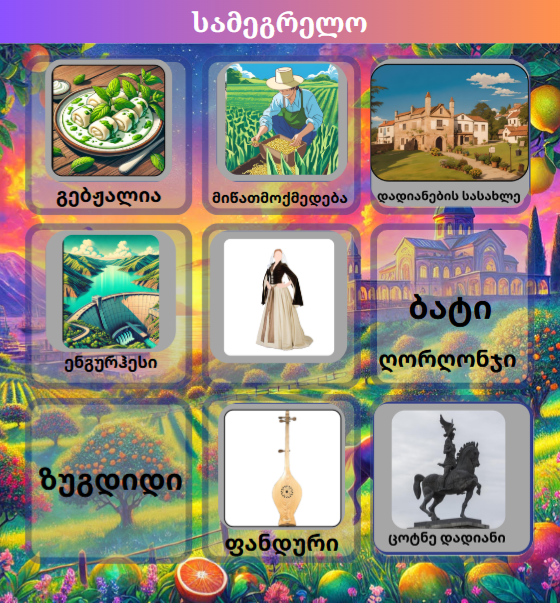 სამეგრელო
გებჟალია
მიწათმოქმედება
დადიანების სასახლე
ენგურჰესი
ბატი
ღორღონჯი
ზუგდიდი
ფანდური
ცოტნე დადიანი